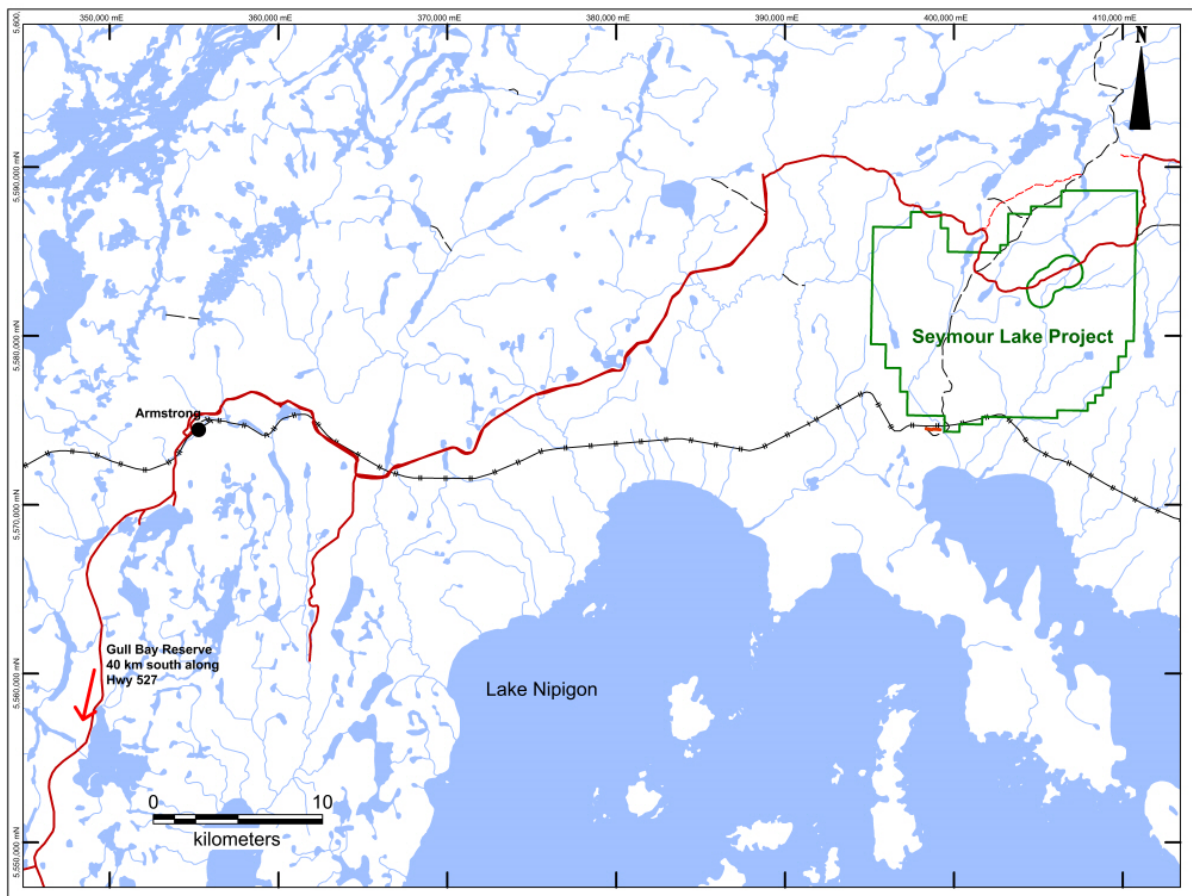 350,000 mE
360,000 mE
370,000 mE
380,000 mE
390,000 mE
400,000 mE
410,000 mE
5,600,
N
5,590,000 mN
5,580,000 mN
Seymour Lake Project
Armstrong
5,570,000 mN
Gull Bay Reserve
40 km south along
Hwy 527
5,560,000 mN
Lake Nipigon
0
10
kilometers
5,550,000 mN